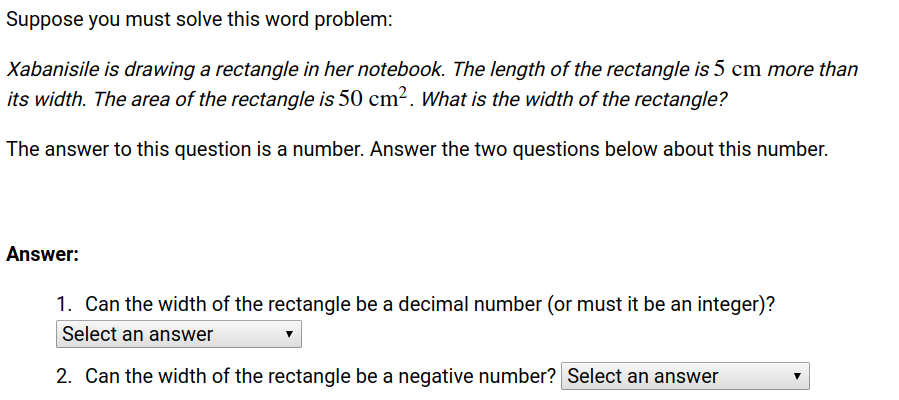 Suppose you must solve this word problem:
Xabanisile is drawing a rectangle in her notebook. The length of the rectangle is 5 cm more than
its width. The area of the rectangle is 50 cm². What is the width of the rectangle?
The answer to this question is a number. Answer the two questions below about this number.
Answer:
1. Can the width of the rectangle be a decimal number (or must it be an integer)?
Select an answer ▼
2. Can the width of the rectangle be a negative number? Select an answer ▼